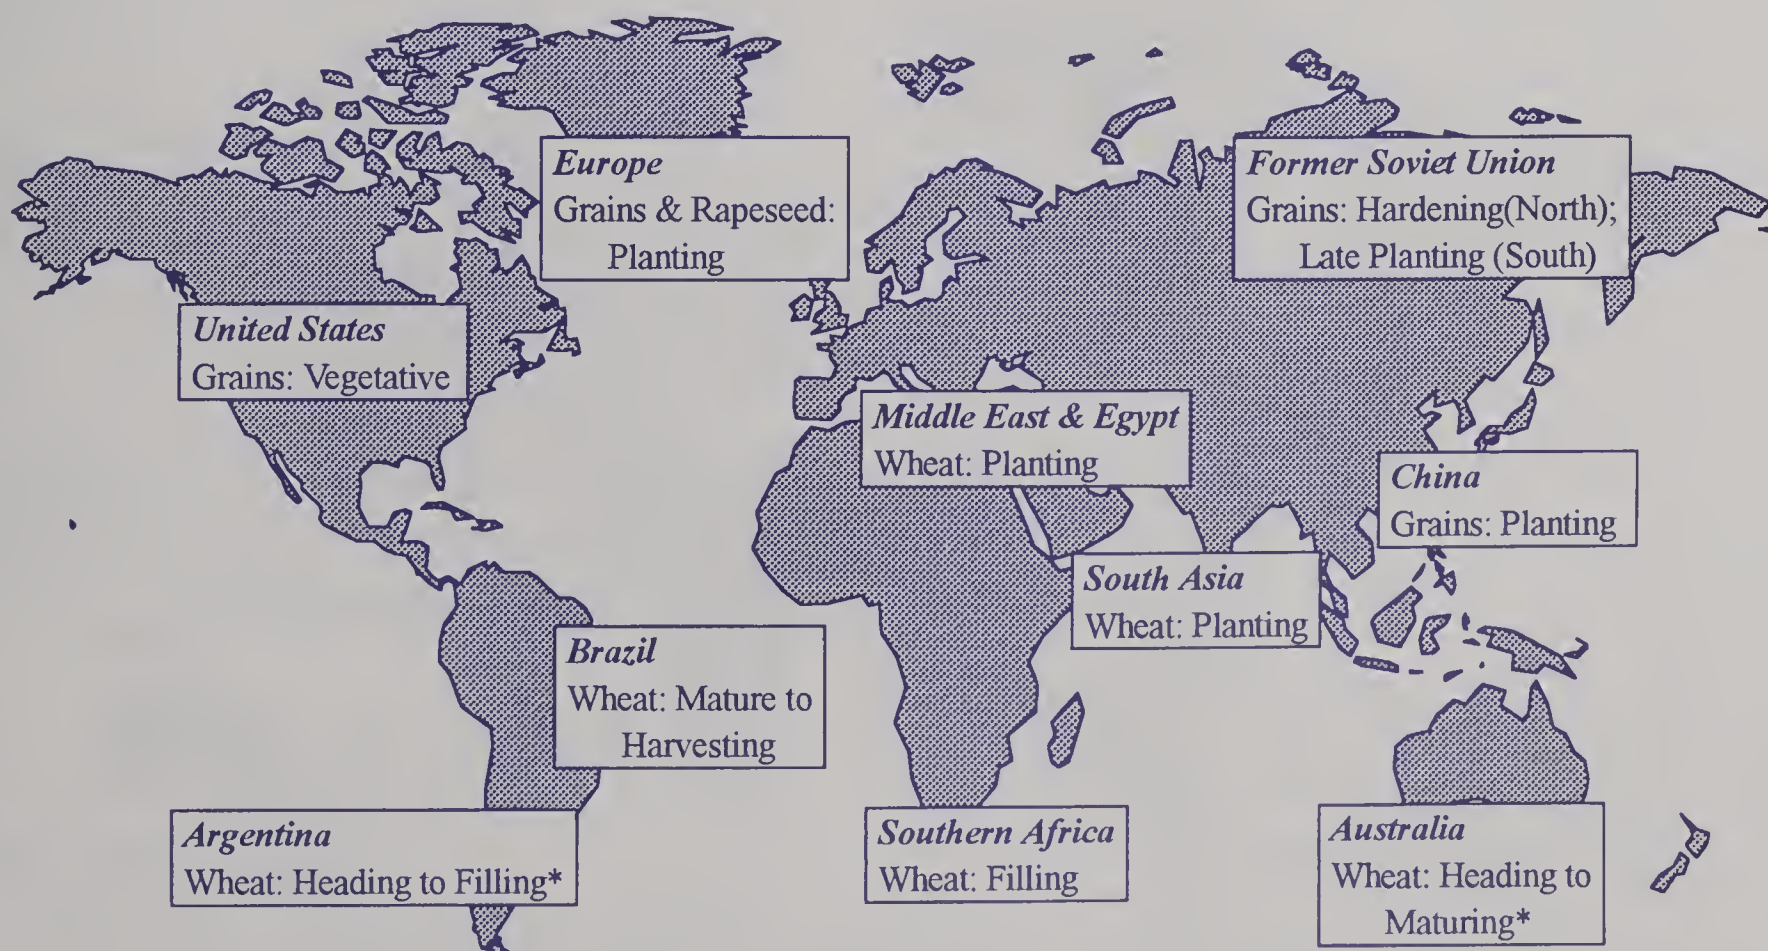 Europe
Grains & Rapeseed:
Planting
Former Soviet Union
Grains: Hardening(North);
Late Planting (South)
United States
Grains: Vegetative
Middle East & Egypt
Wheat: Planting
China
Grains: Planting
South Asia
Wheat: Planting
Brazil
Wheat: Mature to
Harvesting
Argentina
Wheat: Heading to Filling*
Southern Africa
Wheat: Filling
Australia
Wheat: Heading to
Maturing*